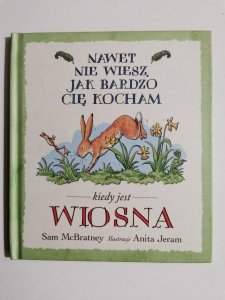 NAWET
NIE WIESZ,
JAK BARDZO
CIĘ KOCHAM
kiedy jest
WIOSNA
Sam McBratney Ilustracje Anita Jeram